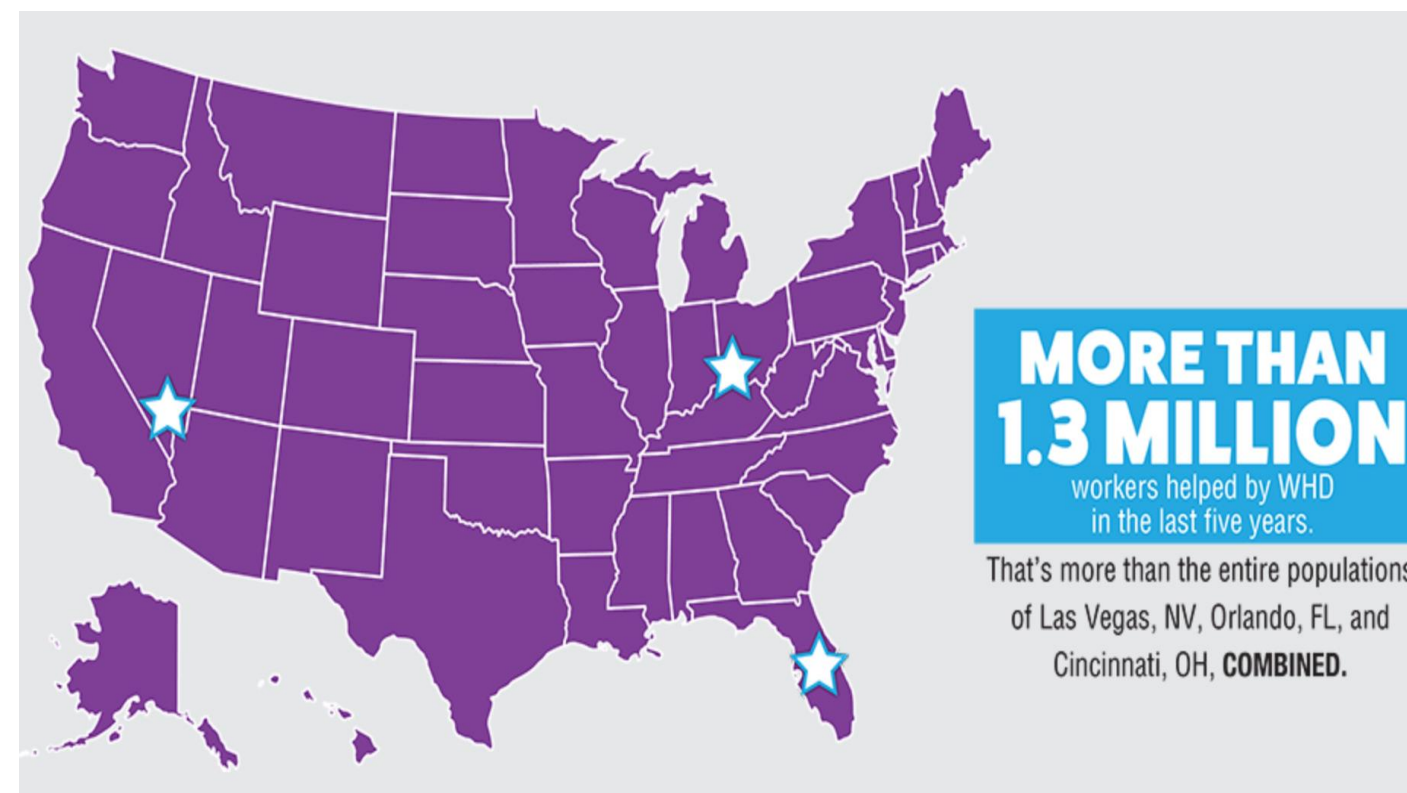 MORE THAN
1.3 MILLION
workers helped by WHD
in the last five years.
That's more than the entire populations
of Las Vegas, NV, Orlando, FL, and
Cincinnati, OH, COMBINED.